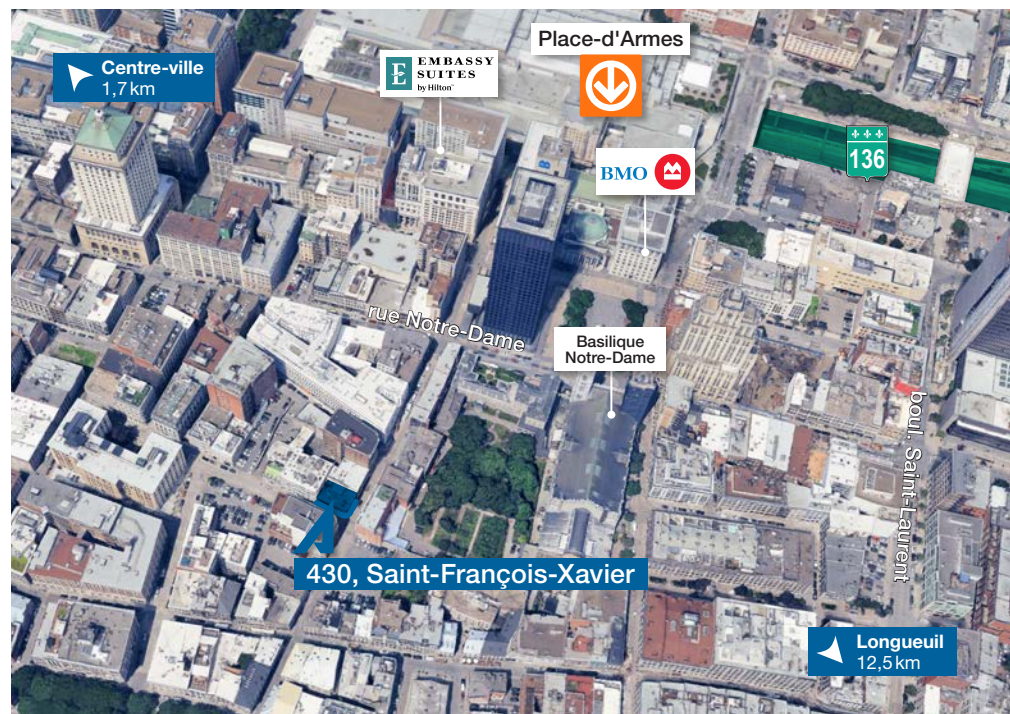 Centre-ville
1,7 km
E
EMBASSY
SUITES
by Hilton™
Place-d'Armes
136
BMO
rue Notre-Dame
Basilique
Notre-Dame
boul. Saint-Laurent
430, Saint-François-Xavier
Longueuil
12,5 km